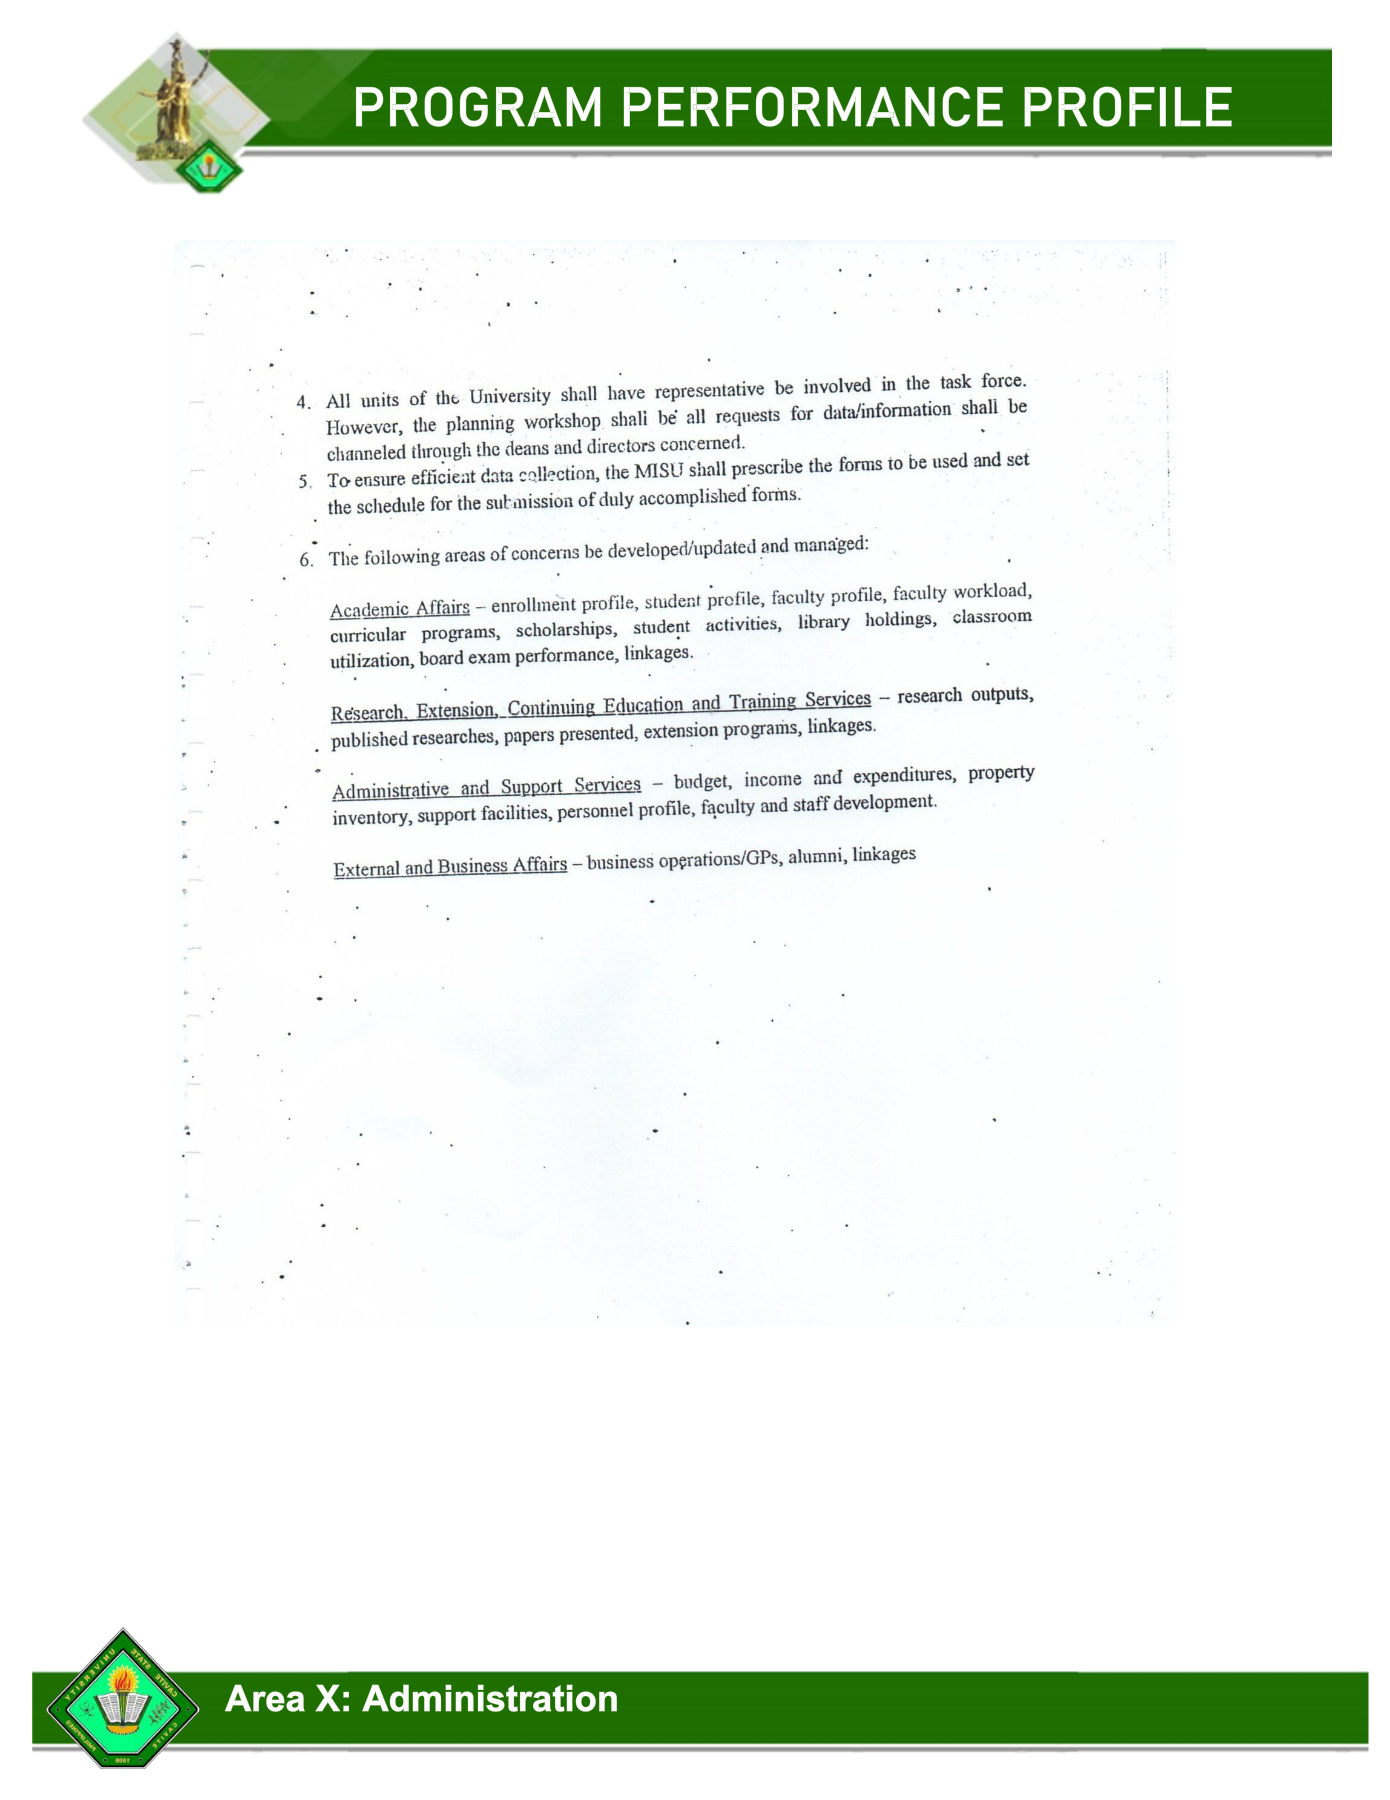 PROGRAM PERFORMANCE PROFILE
4. All units of the University shall have representative be involved in the task force.
However, the planning workshop shall be all requests for data/information shall be
channeled through the deans and directors concerned.
5. To ensure efficient data collection, the MISU shall prescribe the forms to be used and set
the schedule for the submission of duly accomplished forms.
6. The following areas of concerns be developed/updated and managed:
Academic Affairs – enrollment profile, student profile, faculty profile, faculty workload,
curricular programs, scholarships, student activities, library holdings, classroom
utilization, board exam performance, linkages.
Research, Extension, Continuing Education and Training Services – research outputs,
published researches, papers presented, extension programs, linkages.
Administrative and Support Services – budget, income and expenditures, property
inventory, support facilities, personnel profile, faculty and staff development.
External and Business Affairs – business operations/GPs, alumni, linkages
Area X: Administration
CAVITE STATE UNIVERSITY
CAVITE
PHILIPPINES
1906